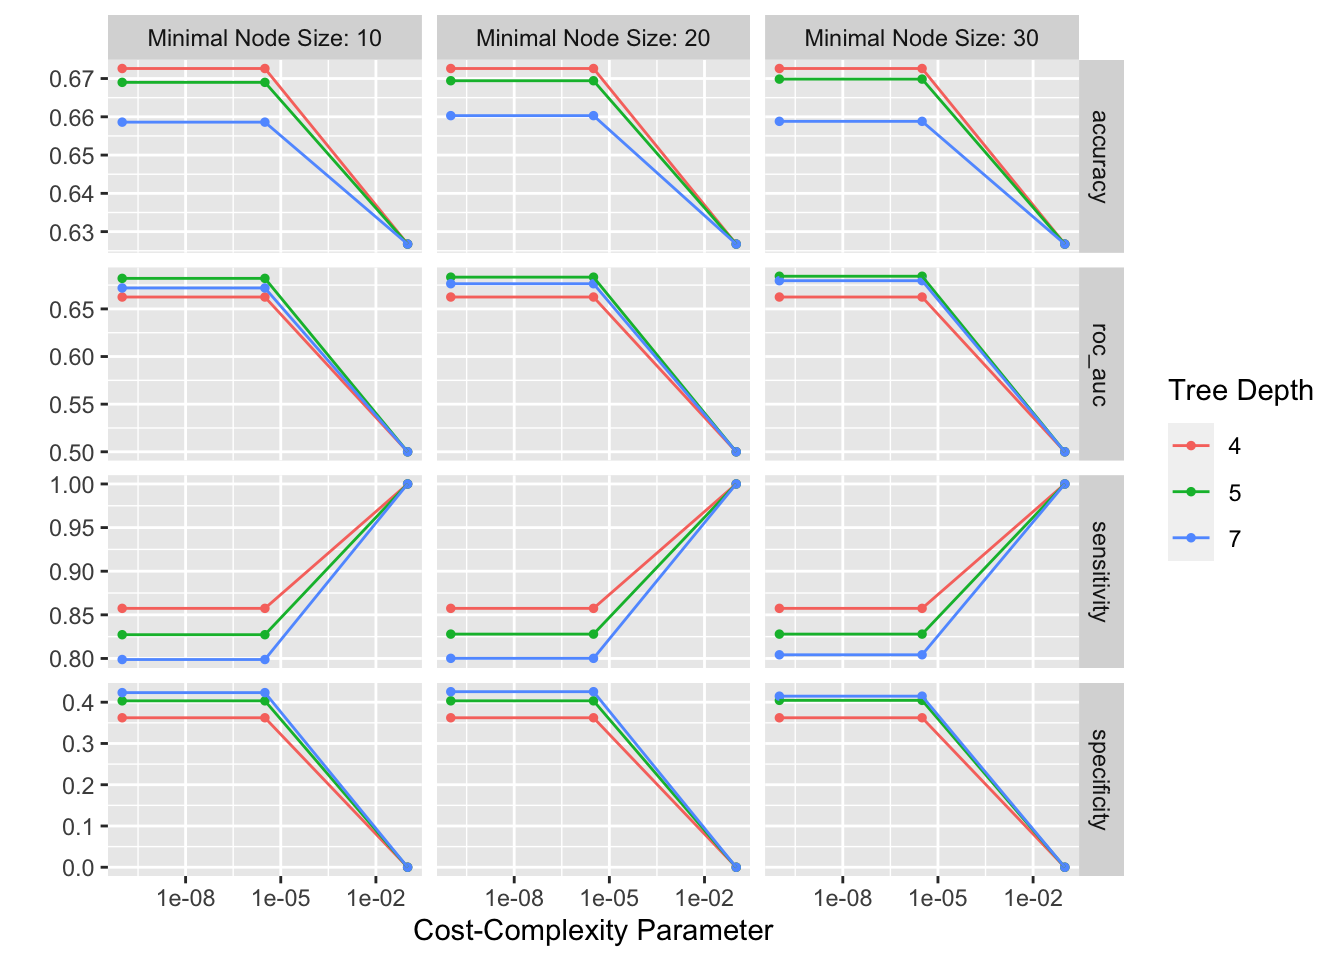 Minimal Node Size: 10
Minimal Node Size: 20
Minimal Node Size: 30
0.67
0.66
0.65
0.64
0.63
accuracy
0.65
0.60
0.55
0.50
roc_auc
1.00
0.95
0.90
0.85
0.80
sensitivity
0.4
0.3
0.2
0.1
0.0
specificity
1e-08 1e-05 1e-02
1e-08 1e-05 1e-02
1e-08 1e-05 1e-02
Cost-Complexity Parameter
Tree Depth
4
5
7